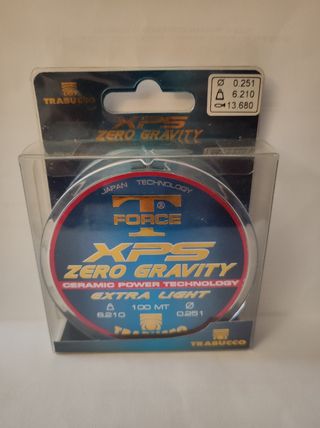 TRABUCCO
Ø 0.251
6.210
13.680
XPS
ZERO GRAVITY
JAPAN TECHNOLOGY
T
®
FORCE
XPS
ZERO GRAVITY
CERAMIC POWER TECHNOLOGY
EXTRA LIGHT
100 MT
6.210 Ø 0.251
TRABUCCO
TRABUCCO